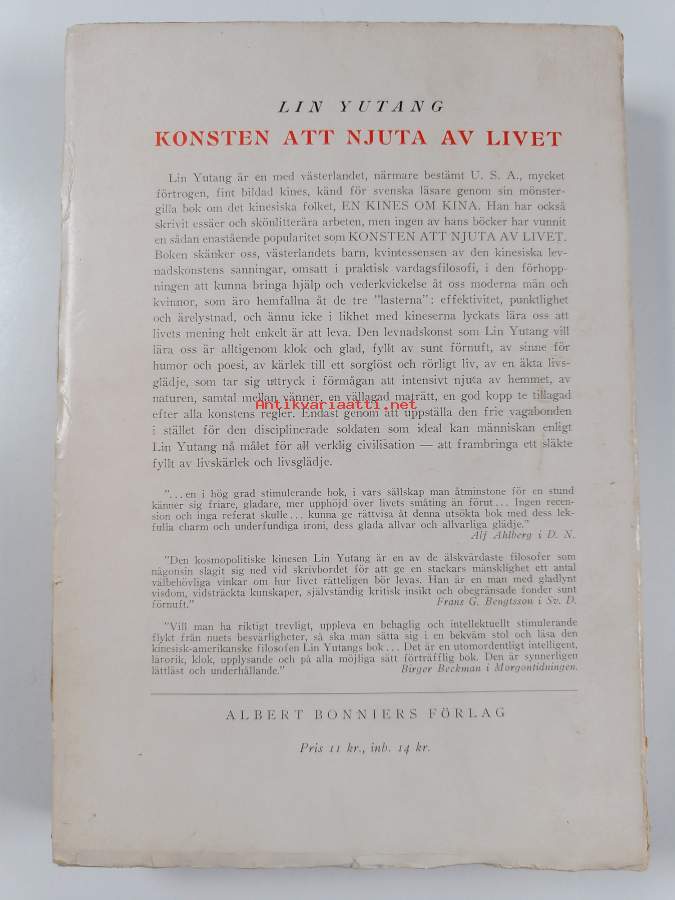 LIN YUTANG
KONSTEN ATT NJUTA AV LIVET
Lin Yutang är en med västerlandet, närmare bestämt U. S. A., mycket
förtrogen, fint bildad kines, känd för svenska läsare genom sin mönster-
gilla bok om det kinesiska folket, EN KINES OM KINA. Han har också
skrivit essäer och skönlitterära arbeten, men ingen av hans böcker har vunnit
en sådan enastående popularitet som KONSTEN ATT NJUTA AV LIVET.
Boken skänker oss, västerlandets barn, kvintessensen av den kinesiska lev-
nadskonstens sanningar, omsatt i praktisk vardagsfilosofi, i den förhopp-
ningen att kunna bringa hjälp och vederkvickelse åt oss moderna män och
kvinnor, som äro hemfallna åt de tre "lasterna": effektivitet, punktlighet
och ärelystnad, och ännu icke i likhet med kineserna lyckats lära oss att
livets mening helt enkelt är att leva. Den levnadskonst som Lin Yutang vill
lära oss är alltigenom klok och glad, fylld av sunt förnuft, av sinne för
humor och poesi, av kärlek till ett sorglöst och rörligt liv, av en äkta livs-
glädje, som tar sig uttryck i förmågan att intensivt njuta av hemmet, av
naturen, samtal mellan vänner, en vällagad maträtt, en god kopp te tillagad
Antikvariaatti.net
efter alla konstens regler. Endast genom att uppställa den frie vagabonden
i stället för den disciplinerade soldaten som ideal kan människan enligt
Lin Yutang nå målet för all verklig civilisation — att frambringa ett släkte
fyllt av livskärlek och livsglädje.
"...en i hög grad stimulerande bok, i vars sällskap man åtminstone för en stund
känner sig friare, gladare, mer upphöjd över livets småting än förut... Ingen recen-
sion och inga referat skulle... kunna ge rättvisa åt denna utsökta bok med dess lek-
fulla charm och underfundiga ironi, dess glada allvar och allvarliga glädje."
Alf Ahlberg i D. N.
"Den kosmopolitiske kinesen Lin Yutang är en av de älskvärdaste filosofer som
någonsin slagit sig ned vid skrivbordet för att ge en stackars mänsklighet ett antal
välbehövliga vinkar om hur livet rätteligen bör levas. Han är en man med gladlynt
visdom, vidsträckta kunskaper, självständig kritisk insikt och obegränsade fonder sunt
förnuft." Frans G. Bengtsson i Sv. D.
"Vill man ha riktigt trevligt, uppleva en behaglig och intellektuellt stimulerande
flykt från nuets besvärligheter, så ska man sätta sig i en bekväm stol och läsa den
kinesisk-amerikanske filosofen Lin Yutangs bok... Det är en utomordentligt intelligent,
lärorik, klok, upplysande och på alla möjliga sätt förträfflig bok. Den är synnerligen
lättläst och underhållande." Birger Beckman i Morgontidningen.
ALBERT BONNIERS FÖRLAG
Pris 11 kr., inb. 14 kr.